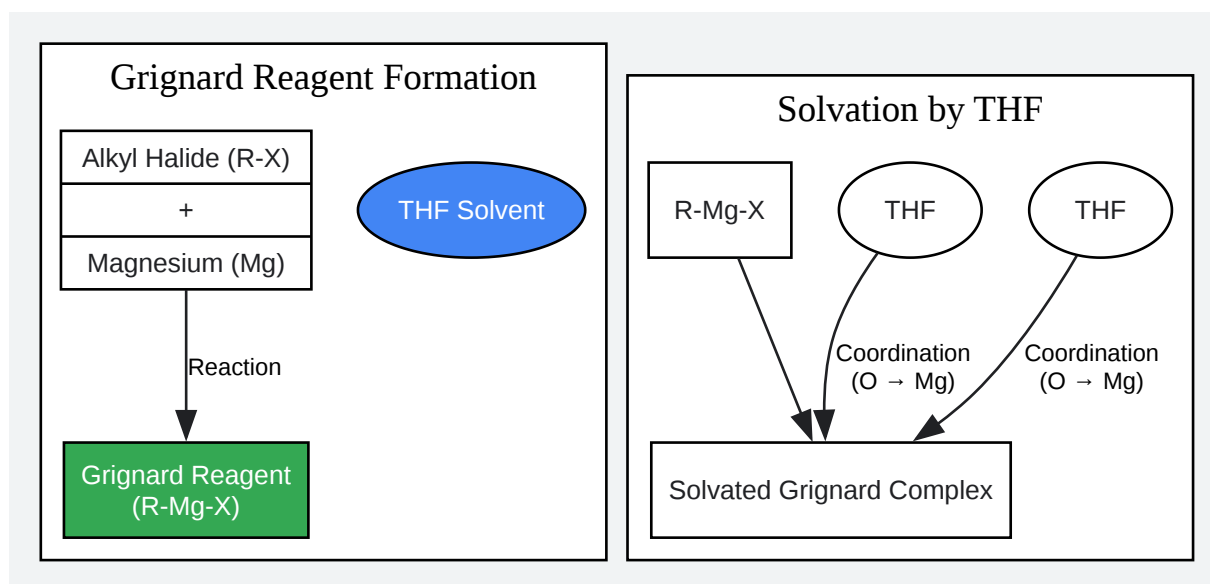 Grignard Reagent Formation
Alkyl Halide (R-X)
+
Magnesium (Mg)
THF Solvent
Reaction
Grignard Reagent
(R-Mg-X)
Solvation by THF
R-Mg-X
THF
THF
Coordination
(O → Mg)
Coordination
(O → Mg)
Solvated Grignard Complex